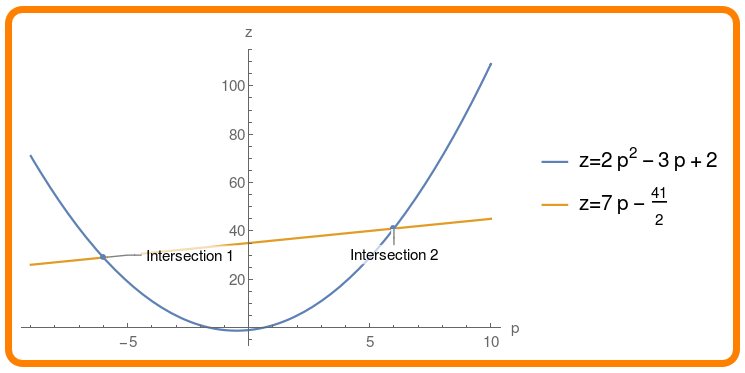 z
100
80
60
40
20
Intersection 1
Intersection 2
−5
5
10
p
z=2 p² − 3 p + 2
z=7 p − 41/2